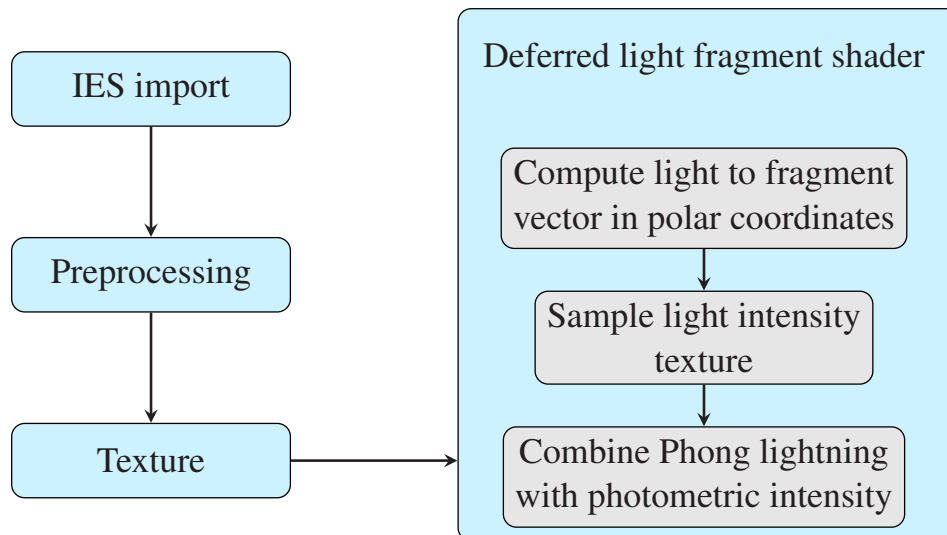 IES import
Preprocessing
Texture
Deferred light fragment shader
Compute light to fragment
vector in polar coordinates
Sample light intensity
texture
Combine Phong lightning
with photometric intensity